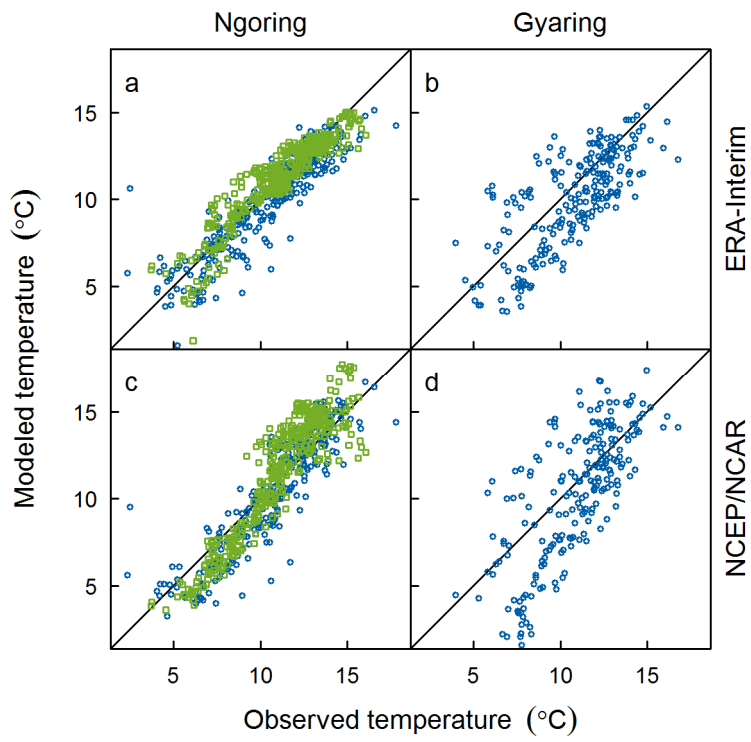 Ngoring Gyaring
a b
15
10
5
ERA-Interim
c d
15
10
5
NCEP/NCAR
Modeled temperature (°C)
5 10 15 5 10 15
Observed temperature (°C)